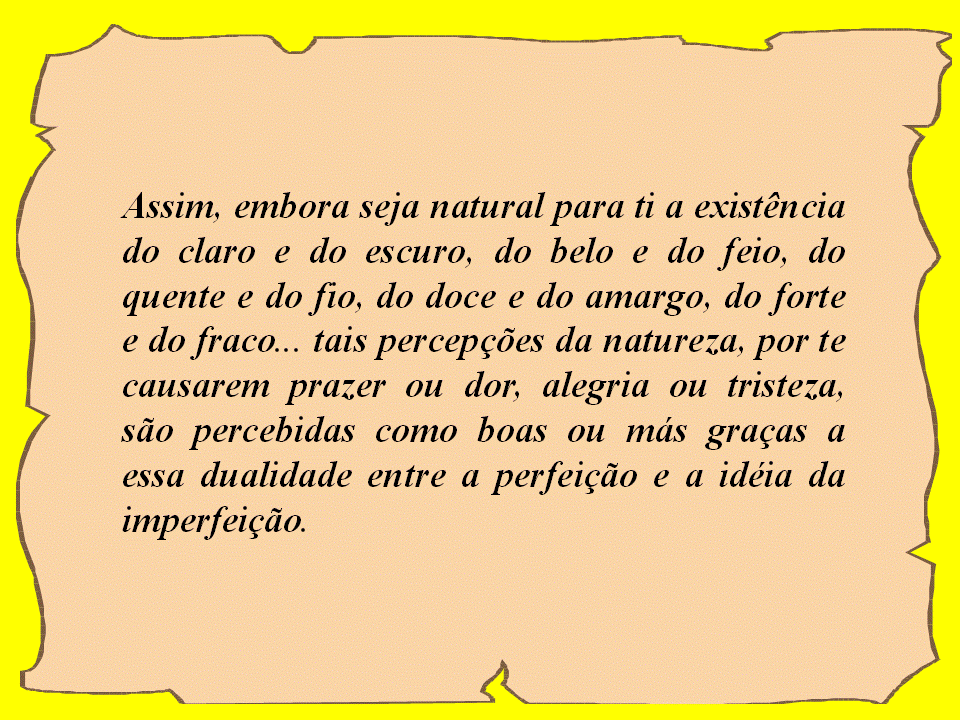 Assim, embora seja natural para ti a existência
do claro e do escuro, do belo e do feio, do
quente e do fio, do doce e do amargo, do forte
e do fraco... tais percepções da natureza, por te
causarem prazer ou dor, alegria ou tristeza,
são percebidas como boas ou más graças a
essa dualidade entre a perfeição e a idéia da
imperfeição.